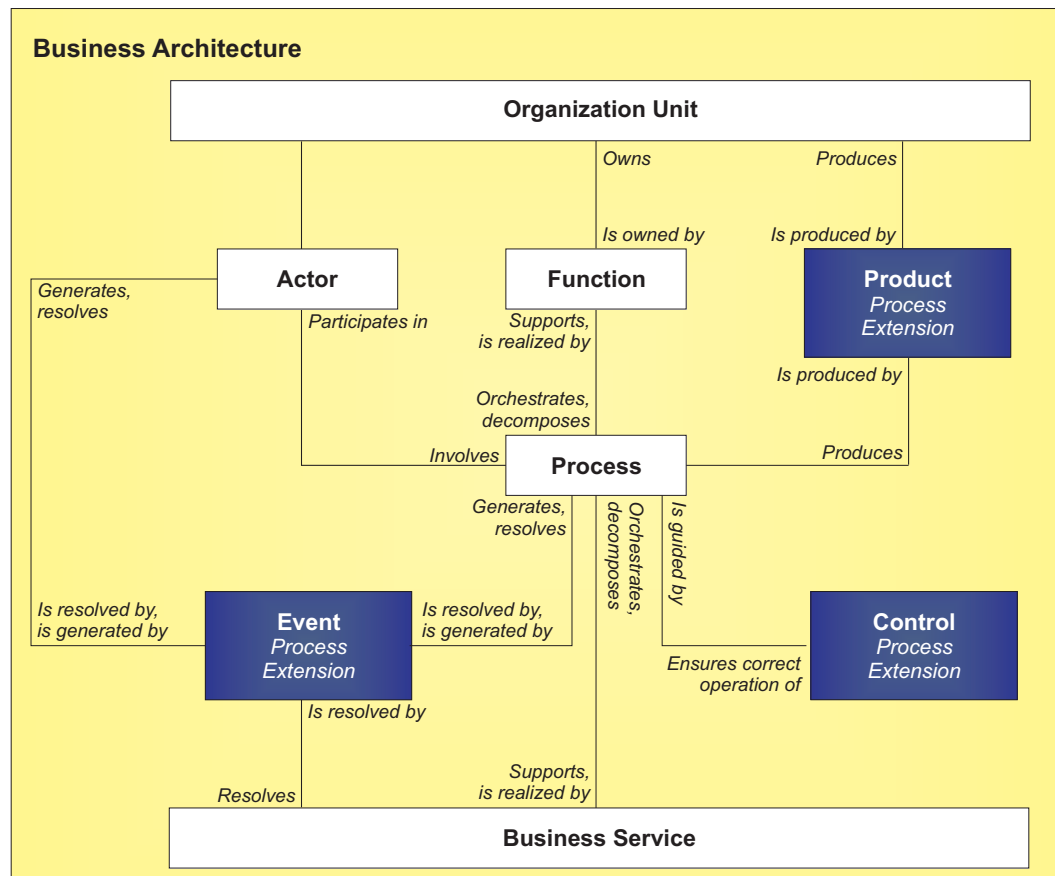 Business Architecture
Organization Unit
Owns
Produces
Is owned by
Is produced by
Actor
Function
Product
Process
Extension
Generates,
resolves
Participates in
Supports,
is realized by
Is produced by
Orchestrates,
decomposes
Involves
Process
Produces
Generates,
resolves
Orchestrates,
decomposes
Is guided by
Is resolved by,
is generated by
Event
Process
Extension
Is resolved by,
is generated by
Control
Process
Extension
Ensures correct
operation of
Is resolved by
Resolves
Supports,
is realized by
Business Service